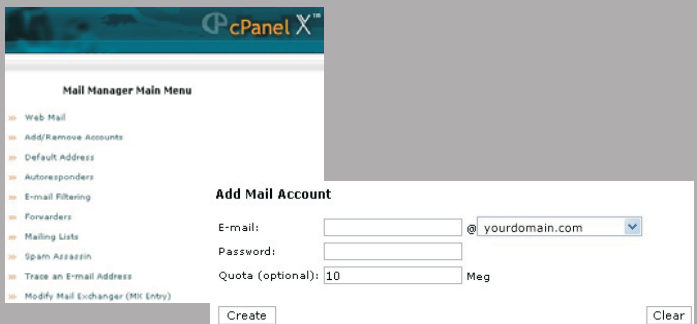 cPanel X™
Mail Manager Main Menu
Web Mail
Add/Remove Accounts
Default Address
Autoresponders
E-mail Filtering
Forwarders
Mailing Lists
Spam Assassin
Trace an E-mail Address
Modify Mail Exchanger (MX Entry)
Add Mail Account
E-mail: @ yourdomain.com
Password:
Quota (optional): 10 Meg
Create Clear